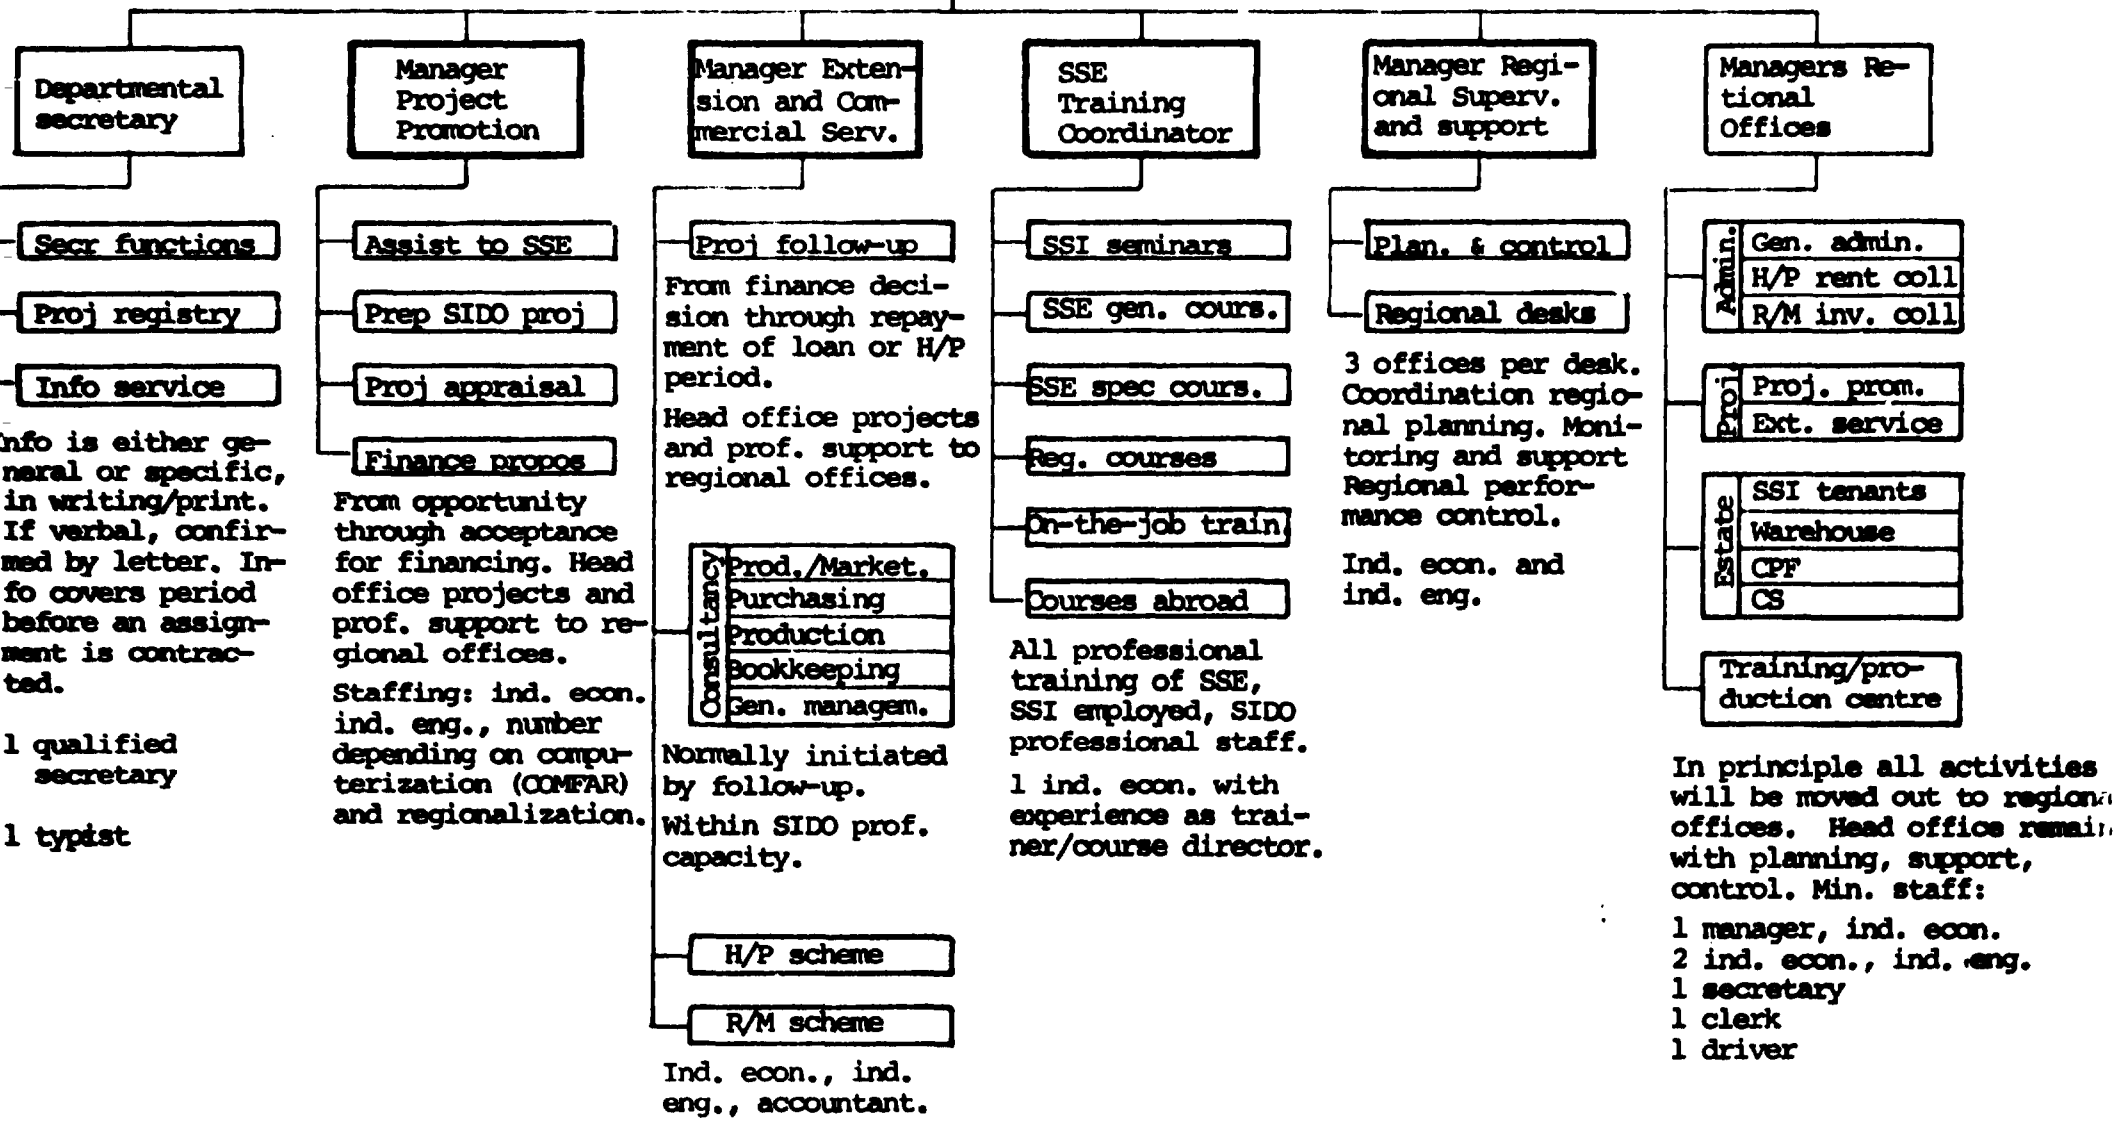 Departmental
secretary
Secr functions
Proj registry
Info service
Info is either ge-
neral or specific,
in writing/print.
If verbal, confir-
med by letter. In-
fo covers period
before an assign-
ment is contrac-
ted.
1 qualified
secretary
1 typist
Manager
Project
Promotion
Assist to SSE
Prep SIDO proj
Proj appraisal
Finance propos
From opportunity
through acceptance
for financing. Head
office projects and
prof. support to re-
gional offices.
Staffing: ind. econ.
ind. eng., number
depending on compu-
terization (COMFAR)
and regionalization.
Manager Exten-
sion and Com-
mercial Serv.
Proj follow-up
From finance deci-
sion through repay-
ment of loan or H/P
period.
Head office projects
and prof. support to
regional offices.
Consultancy
Prod./Market.
Purchasing
Production
Bookkeeping
Gen. managem.
Normally initiated
by follow-up.
Within SIDO prof.
capacity.
H/P scheme
R/M scheme
Ind. econ., ind.
eng., accountant.
SSE
Training
Coordinator
SSI seminars
SSE gen. cours.
SSE spec cours.
Reg. courses
On-the-job train.
Courses abroad
All professional
training of SSE,
SSI employed, SIDO
professional staff.
1 ind. econ. with
experience as trai-
ner/course director.
Manager Regi-
onal Superv.
and support
Plan. & control
Regional desks
3 offices per desk.
Coordination regio-
nal planning. Moni-
toring and support
Regional perfor-
mance control.
Ind. econ. and
ind. eng.
Managers Re-
tional
Offices
Admin.
Gen. admin.
H/P rent coll
R/M inv. coll
Proj.
Proj. prom.
Ext. service
Estate
SSI tenants
Warehouse
CPF
CS
Training/pro-
duction centre
In principle all activities
will be moved out to regiona
offices. Head office remain
with planning, support,
control. Min. staff:
1 manager, ind. econ.
2 ind. econ., ind. eng.
1 secretary
1 clerk
1 driver